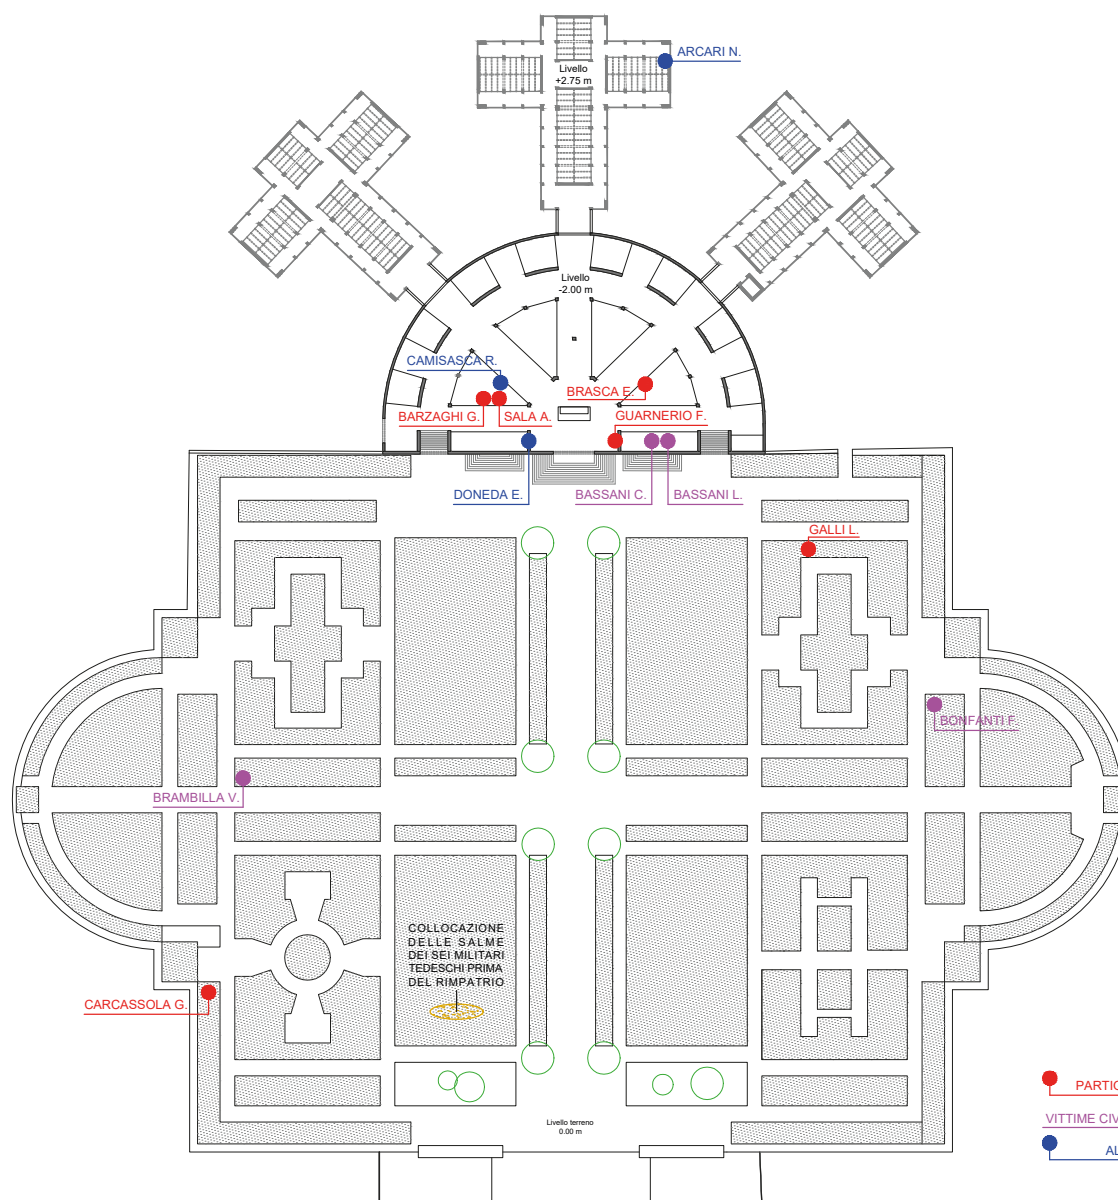 ARCARI N.
Livello
+2.75 m
Livello
-2.00 m
CAMISASCA R.
BRASCA E.
BARZAGHI G.
SALA A.
GUARNERIO F.
DONEDA E.
BASSANI C.
BASSANI L.
GALLI L.
BONFANTI F.
BRAMBILLA V.
COLLOCAZIONE
DELLE SALME
DEI SEI MILITARI
TEDESCHI PRIMA
DEL RIMPATRIO
CARCASSOLA G.
Livello terreno
0.00 m
PARTIG
VITTIME CIV
AL